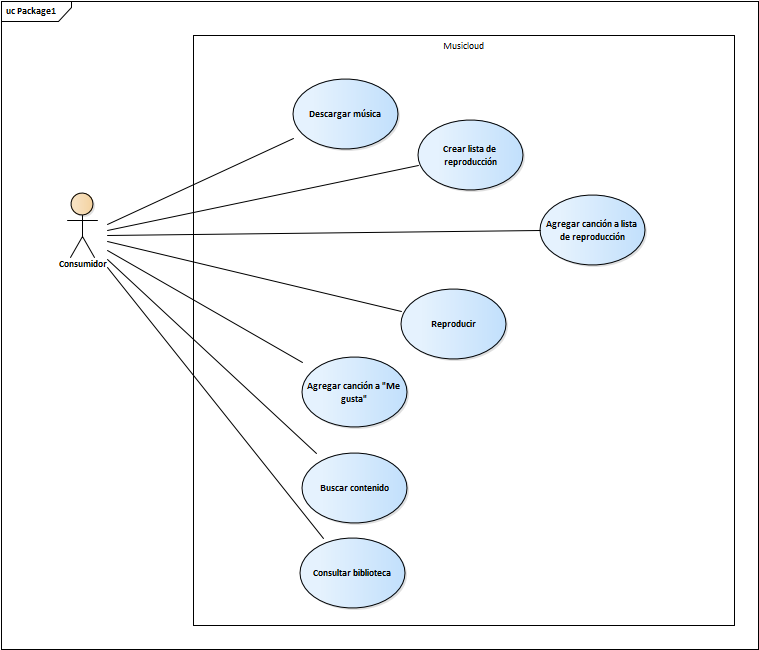 uc Package1
Musicloud
Descargar música
Crear lista de
reproducción
Agregar canción a lista
de reproducción
Consumidor
Reproducir
Agregar canción a "Me
gusta"
Buscar contenido
Consultar biblioteca